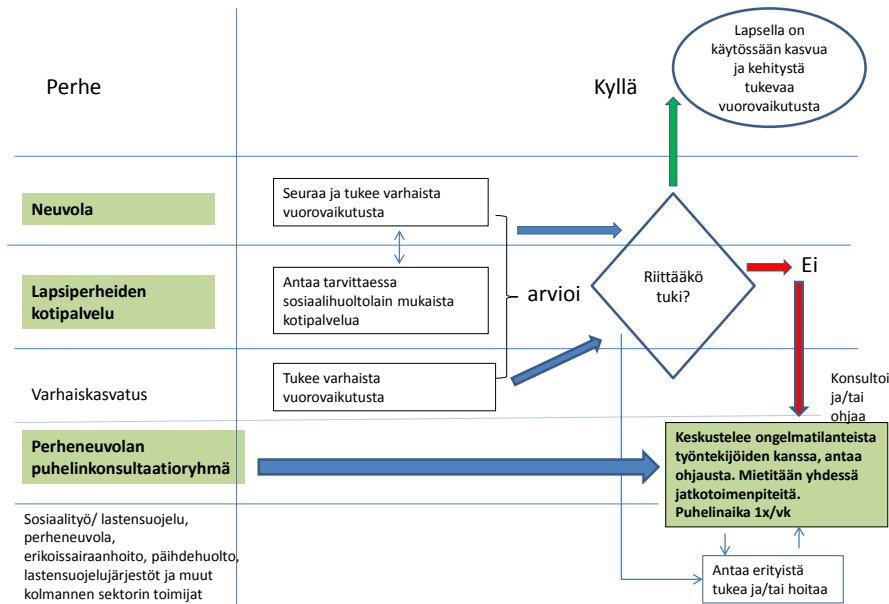 Lapsella on
käytössään kasvua
ja kehitystä
tukevaa
vuorovaikutusta
Perhe
Kyllä
Neuvola
Seuraa ja tukee varhaista
vuorovaikutusta
Lapsiperheiden
kotipalvelu
Antaa tarvittaessa
sosiaalihuoltolain mukaista
kotipalvelua
arvioi
Riittääkö
tuki?
Ei
Varhaiskasvatus
Tukee varhaista
vuorovaikutusta
Konsultoi
ja/tai
ohjaa
Perheneuvolan
puhelinkonsultaatioryhmä
Keskustelee ongelmatilanteista
työntekijöiden kanssa, antaa
ohjausta. Mietitään yhdessä
jatkotoimenpiteitä.
Puhelinaika 1x/vk
Sosiaalityö/ lastensuojelu,
perheneuvola,
erikoissairaanhoito, päihdehuolto,
lastensuojelujärjestöt ja muut
kolmannen sektorin toimijat
Antaa erityistä
tukea ja/tai hoitaa